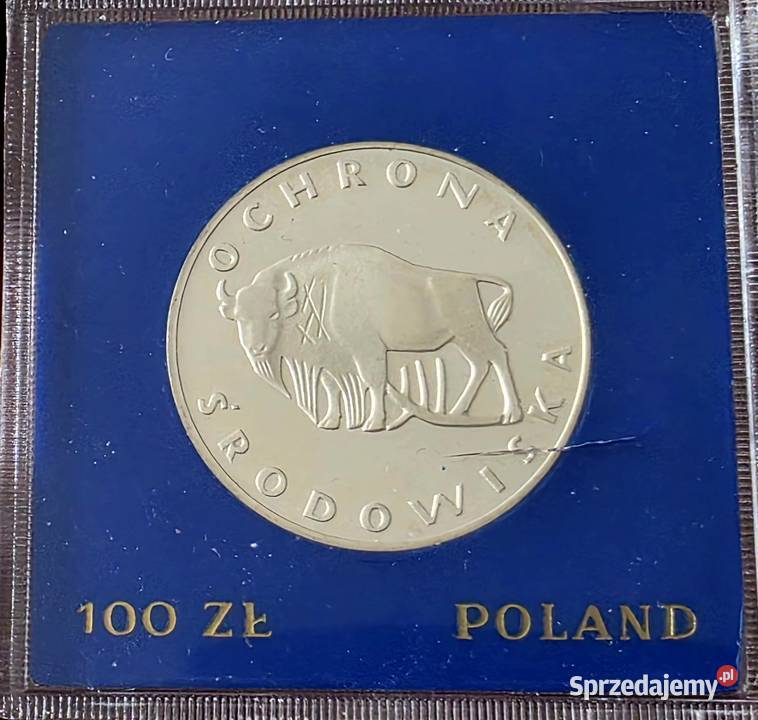 OCHRONA
ŚRODOWISKA
100 ZŁ POLAND
Sprzedajemy.pl